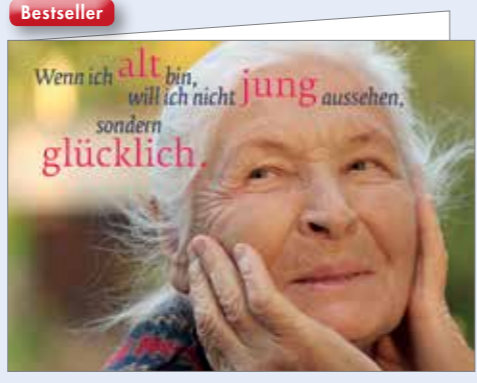 Bestseller
Wenn ich alt bin,
will ich nicht jung aussehen,
sondern
glücklich.